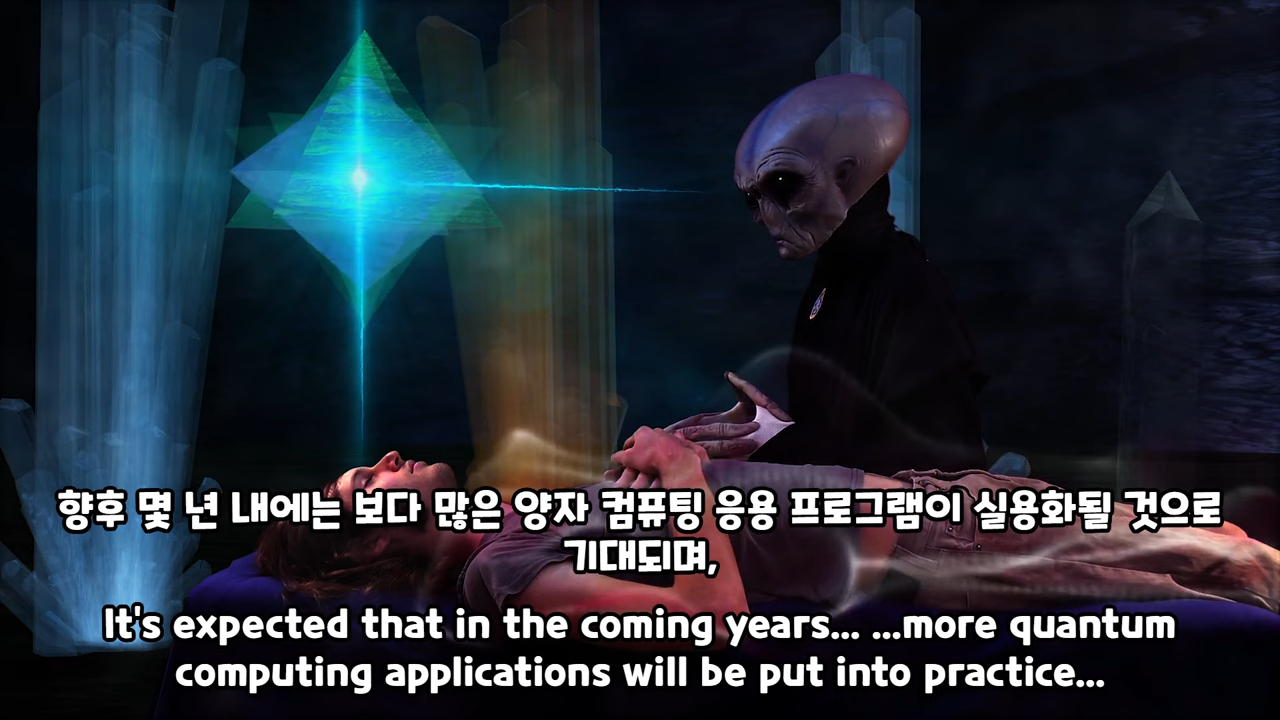 향후 몇 년 내에는 보다 많은 양자 컴퓨팅 응용 프로그램이 실용화될 것으로
기대되며,
It's expected that in the coming years... ...more quantum
computing applications will be put into practice...